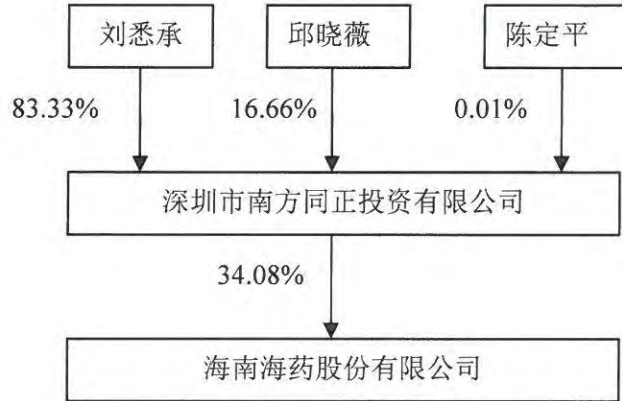 刘悉承 邱晓薇 陈定平
83.33% 16.66% 0.01%
深圳市南方同正投资有限公司
34.08%
海南海药股份有限公司